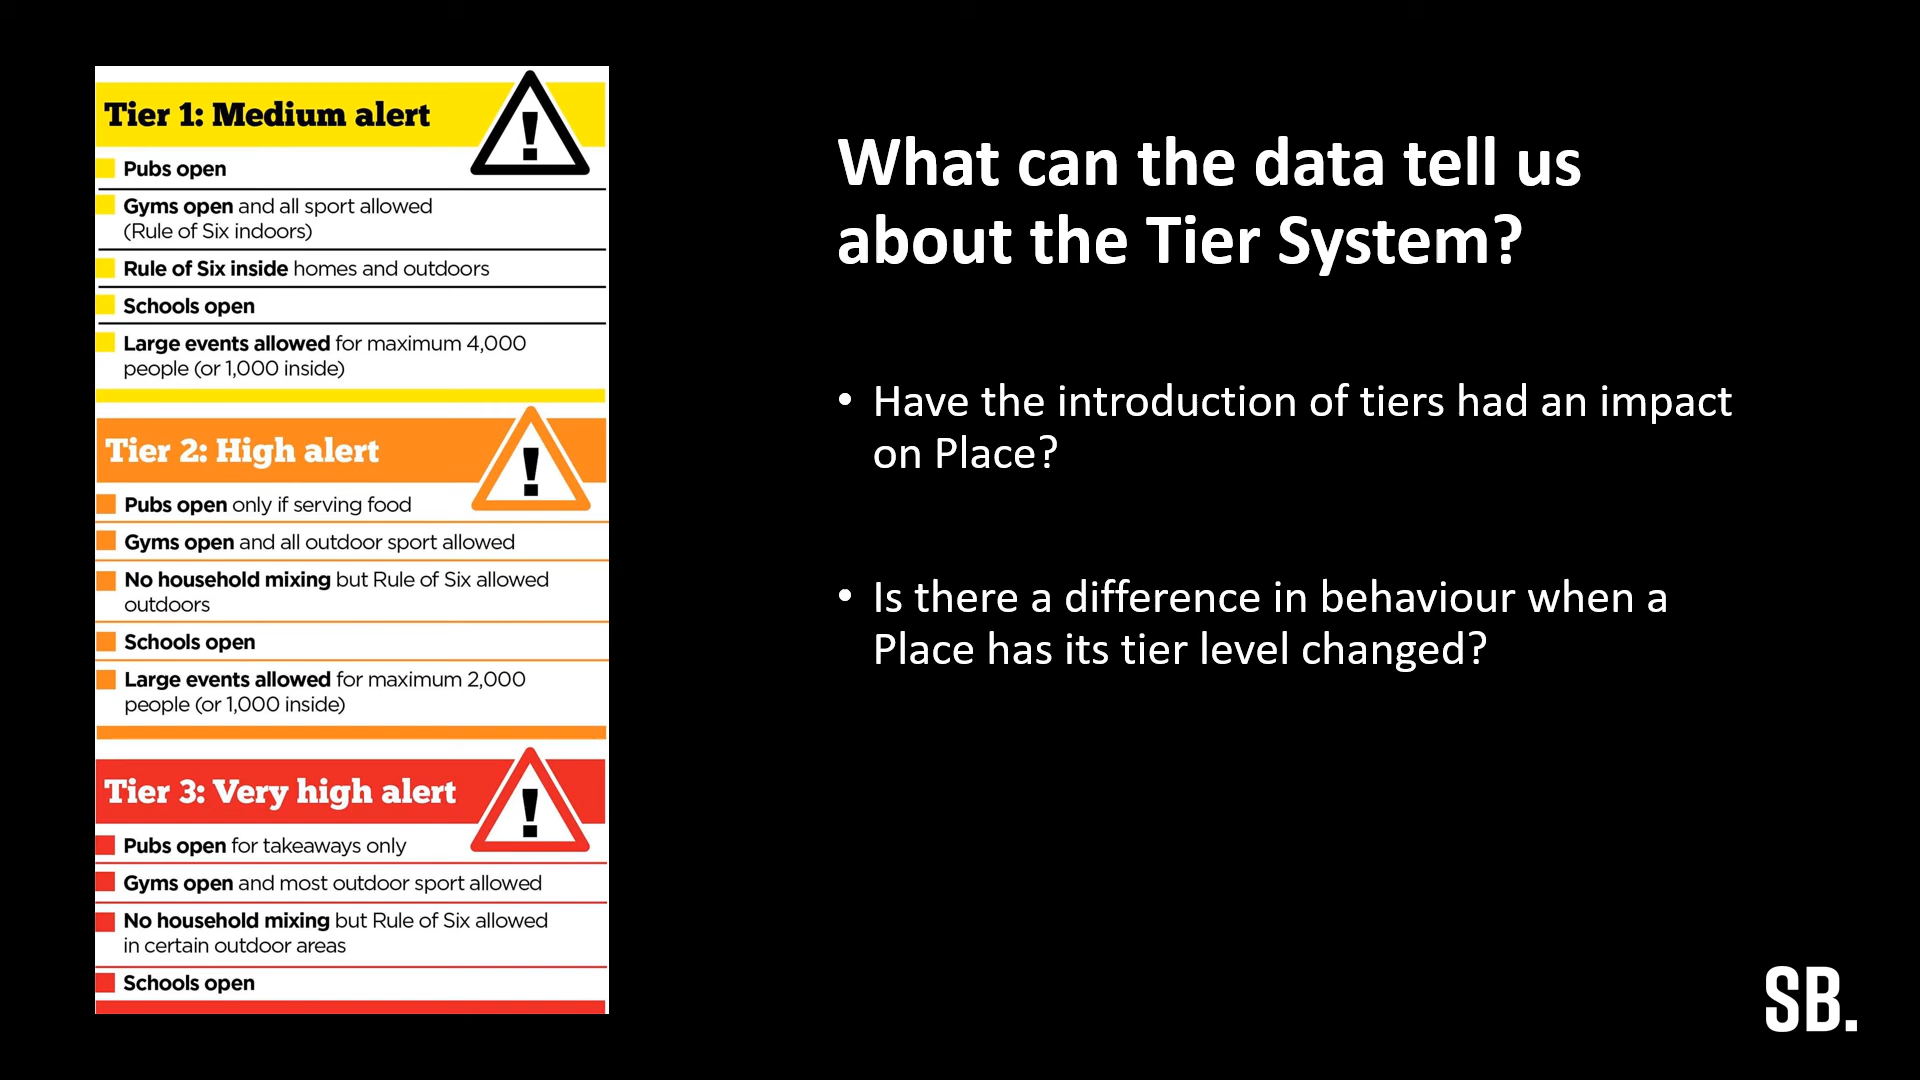 Tier 1: Medium alert
Pubs open
Gyms open and all sport allowed
(Rule of Six indoors)
Rule of Six inside homes and outdoors
Schools open
Large events allowed for maximum 4,000
people (or 1,000 inside)
Tier 2: High alert
Pubs open only if serving food
Gyms open and all outdoor sport allowed
No household mixing but Rule of Six allowed
outdoors
Schools open
Large events allowed for maximum 2,000
people (or 1,000 inside)
Tier 3: Very high alert
Pubs open for takeaways only
Gyms open and most outdoor sport allowed
No household mixing but Rule of Six allowed
in certain outdoor areas
Schools open
What can the data tell us
about the Tier System?
• Have the introduction of tiers had an impact
on Place?
• Is there a difference in behaviour when a
Place has its tier level changed?
SB.